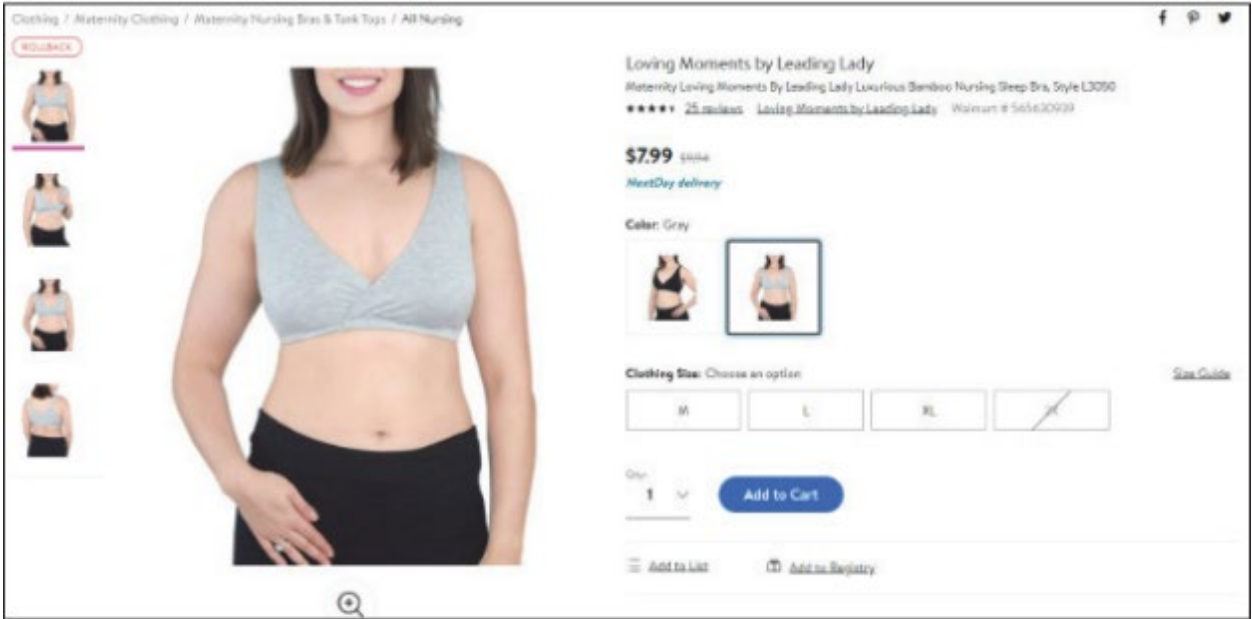 Clothing / Maternity Clothing / Maternity Nursing Bras & Tank Tops / All Nursing
ROLLBACK
Loving Moments by Leading Lady
Maternity Loving Moments By Leading Lady Luxurious Bamboo Nursing Sleep Bra, Style L3050
25 reviews Loving Moments by Leading Lady Walmart # 565630939
$7.99
NextDay delivery
Color: Gray
Clothing Size: Choose an option Size Guide
M L XL
Qty:
1 Add to Cart
Add to List Add to Registry